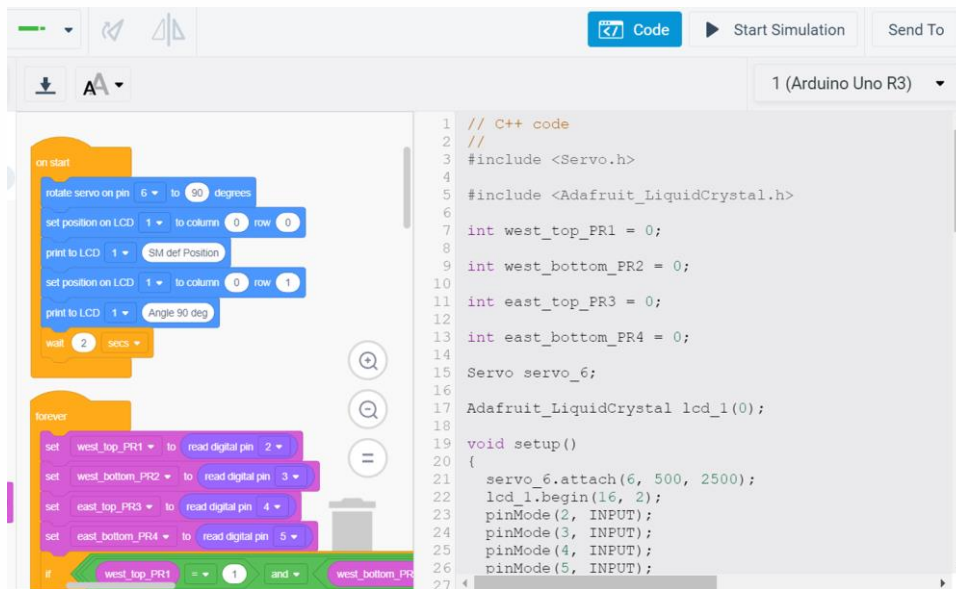 Code
Start Simulation
Send To
AA
1 (Arduino Uno R3)
on start
rotate servo on pin 6 to 90 degrees
set position on LCD 1 to column 0 row 0
print to LCD 1 SM def Position
set position on LCD 1 to column 0 row 1
print to LCD 1 Angle 90 deg
wait 2 secs
forever
set west_top_PR1 to read digital pin 2
set west_bottom_PR2 to read digital pin 3
set east_top_PR3 to read digital pin 4
set east_bottom_PR4 to read digital pin 5
if west_top_PR1 = 1 and west_bottom_PR
1 // C++ code
2 //
3 #include <Servo.h>
4
5 #include <Adafruit_LiquidCrystal.h>
6
7 int west_top_PR1 = 0;
8
9 int west_bottom_PR2 = 0;
10
11 int east_top_PR3 = 0;
12
13 int east_bottom_PR4 = 0;
14
15 Servo servo_6;
16
17 Adafruit_LiquidCrystal lcd_1(0);
18
19 void setup()
20 {
21 servo_6.attach(6, 500, 2500);
22 lcd_1.begin(16, 2);
23 pinMode(2, INPUT);
24 pinMode(3, INPUT);
25 pinMode(4, INPUT);
26 pinMode(5, INPUT);
27